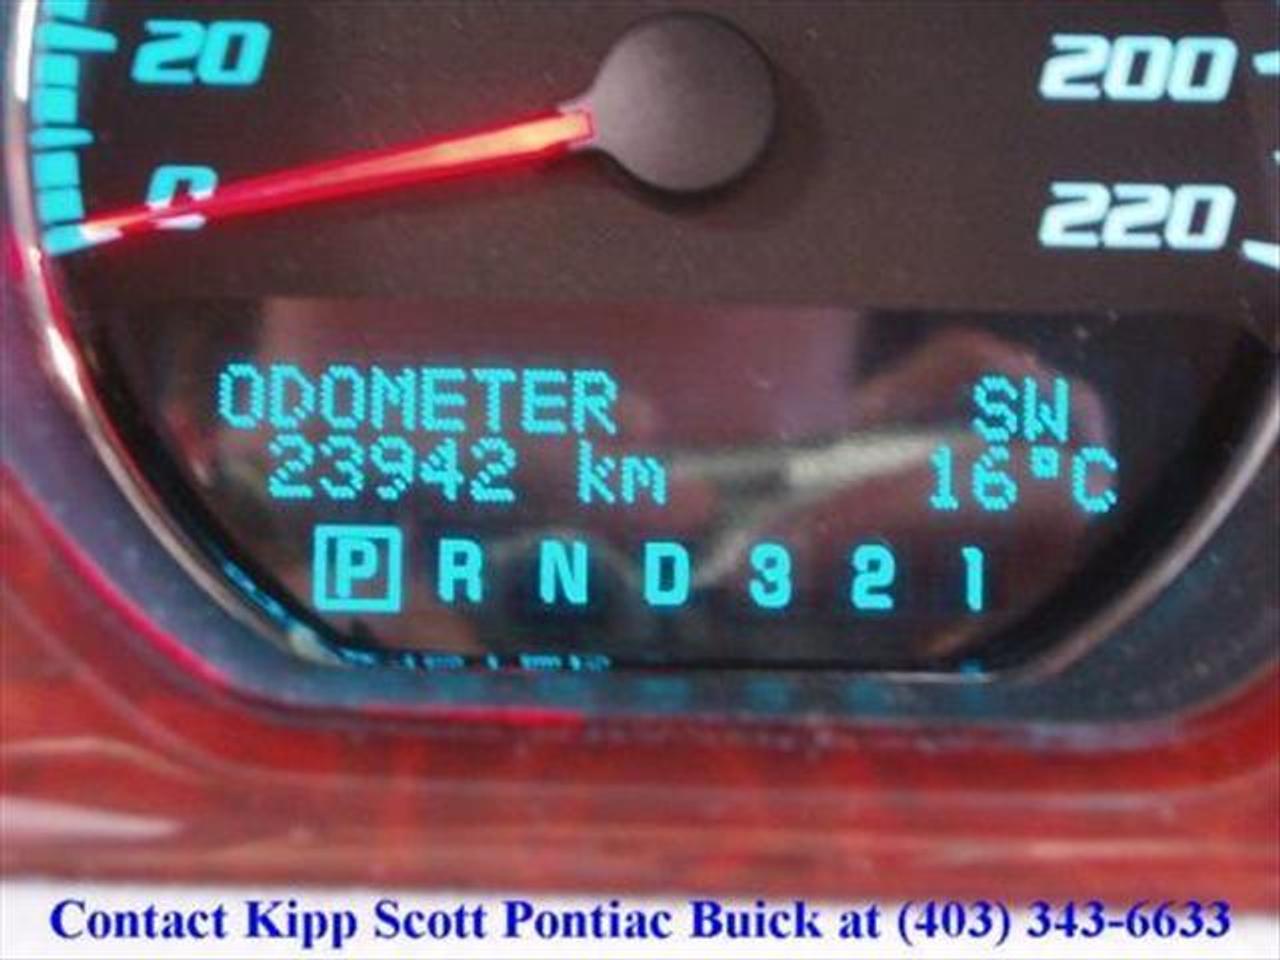 20
200
0
220
ODOMETER SW
23942 km 16°C
P R N D 3 2 1
Contact Kipp Scott Pontiac Buick at (403) 343-6633